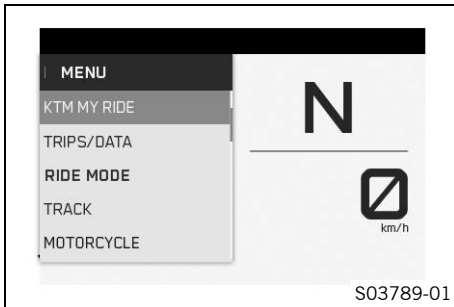 MENU
KTM MY RIDE
TRIPS/DATA
RIDE MODE
TRACK
MOTORCYCLE
N
0
km/h
S03789-01